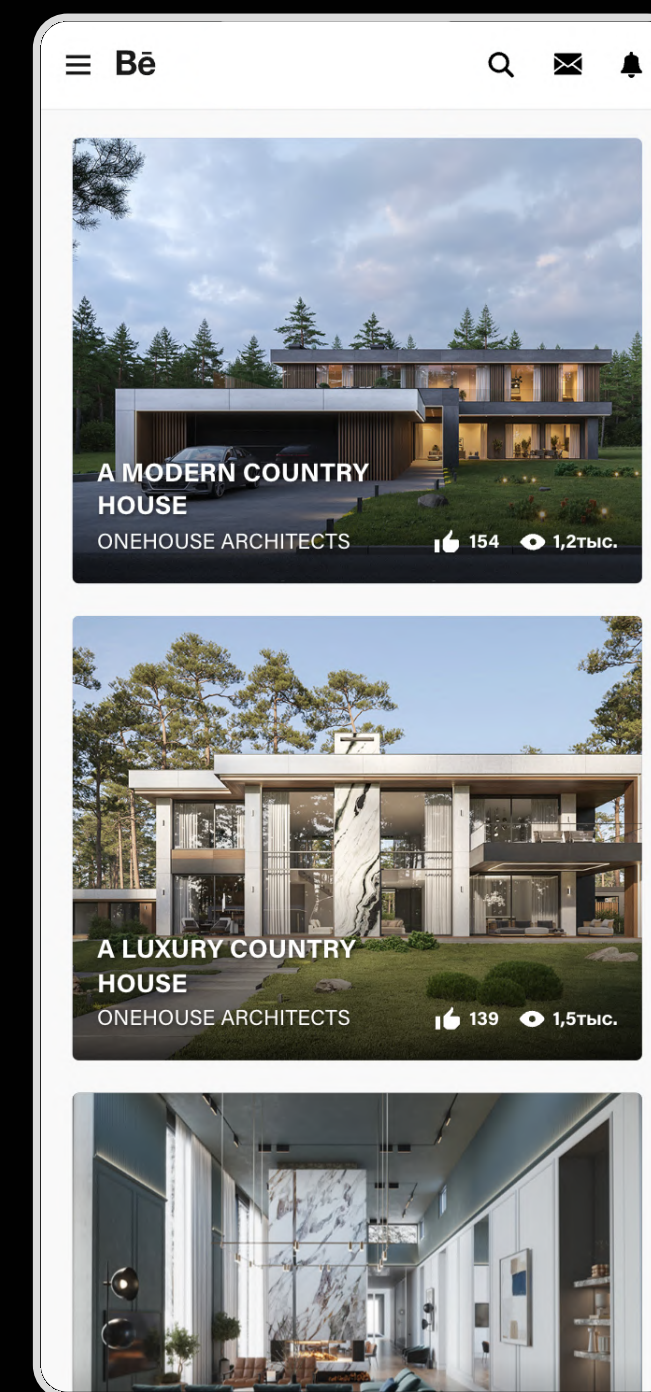 Bē
A MODERN COUNTRY
HOUSE
ONEHOUSE ARCHITECTS 154 1,2тыс.
A LUXURY COUNTRY
HOUSE
ONEHOUSE ARCHITECTS 139 1,5тыс.